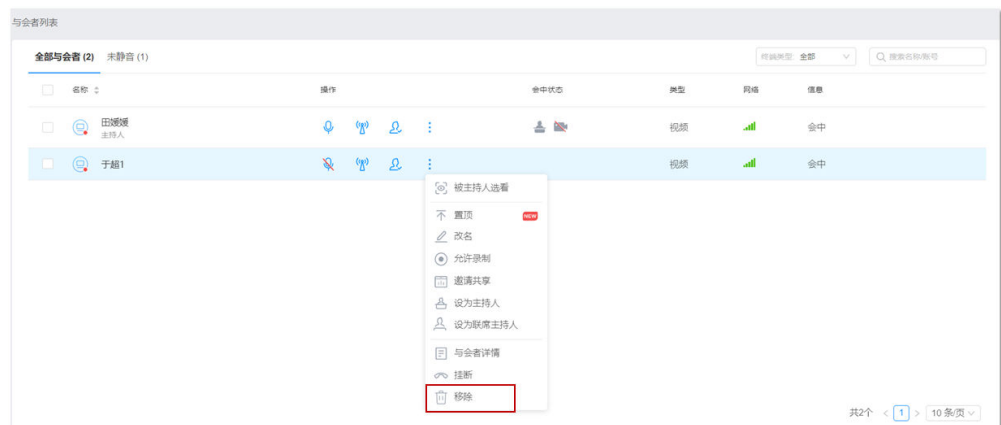 与会者列表
全部与会者 (2) 未静音 (1) 终端类型: 全部 搜索名称/账号
名称 操作 会中状态 类型 网络 信息
田媛媛 视频 会中
主持人
于超1 视频 会中
被主持人选看
置顶 NEW
改名
允许录制
邀请共享
设为主持人
设为联席主持人
与会者详情
挂断
移除
共2个 < 1 > 10 条/页